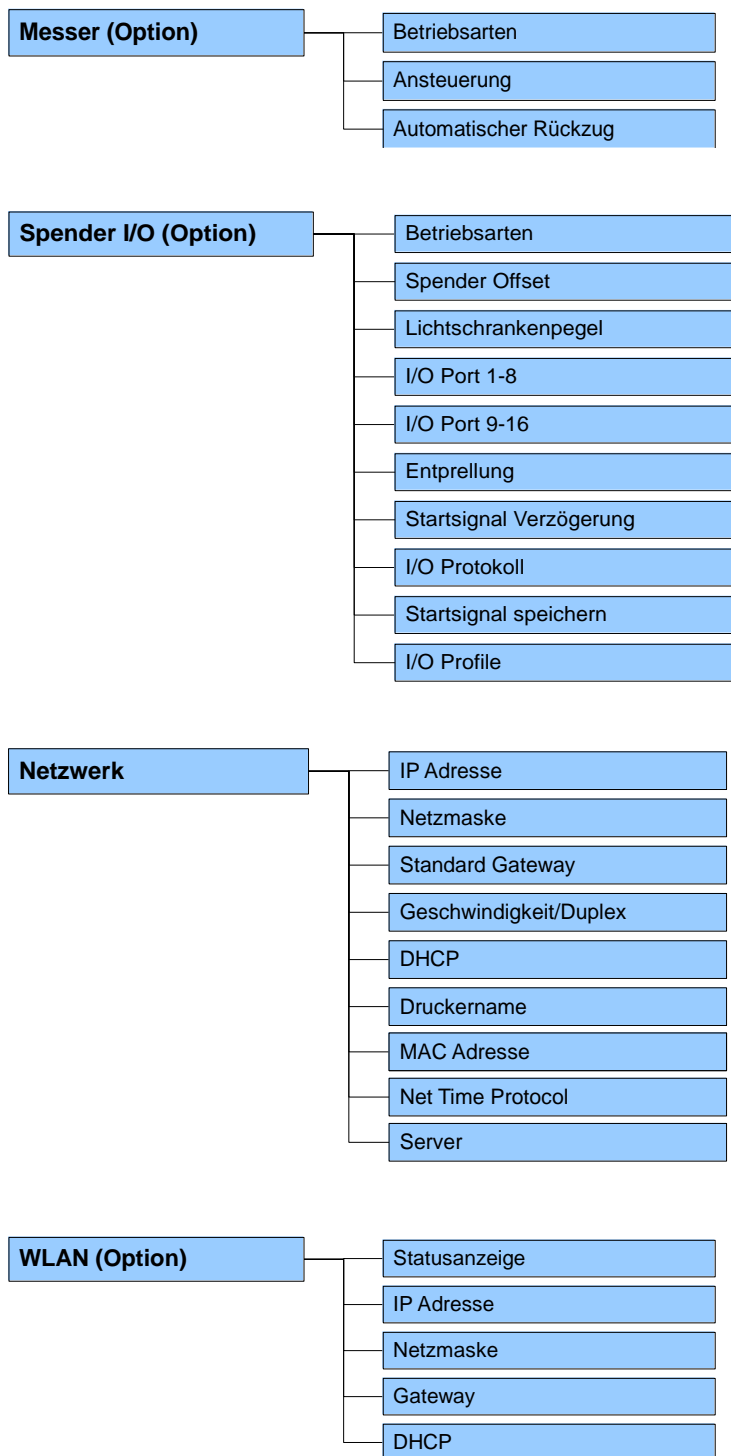 Messer (Option)
Betriebsarten
Ansteuerung
Automatischer Rückzug
Spender I/O (Option)
Betriebsarten
Spender Offset
Lichtschrankenpegel
I/O Port 1-8
I/O Port 9-16
Entprellung
Startsignal Verzögerung
I/O Protokoll
Startsignal speichern
I/O Profile
Netzwerk
IP Adresse
Netzmaske
Standard Gateway
Geschwindigkeit/Duplex
DHCP
Druckername
MAC Adresse
Net Time Protocol
Server
WLAN (Option)
Statusanzeige
IP Adresse
Netzmaske
Gateway
DHCP